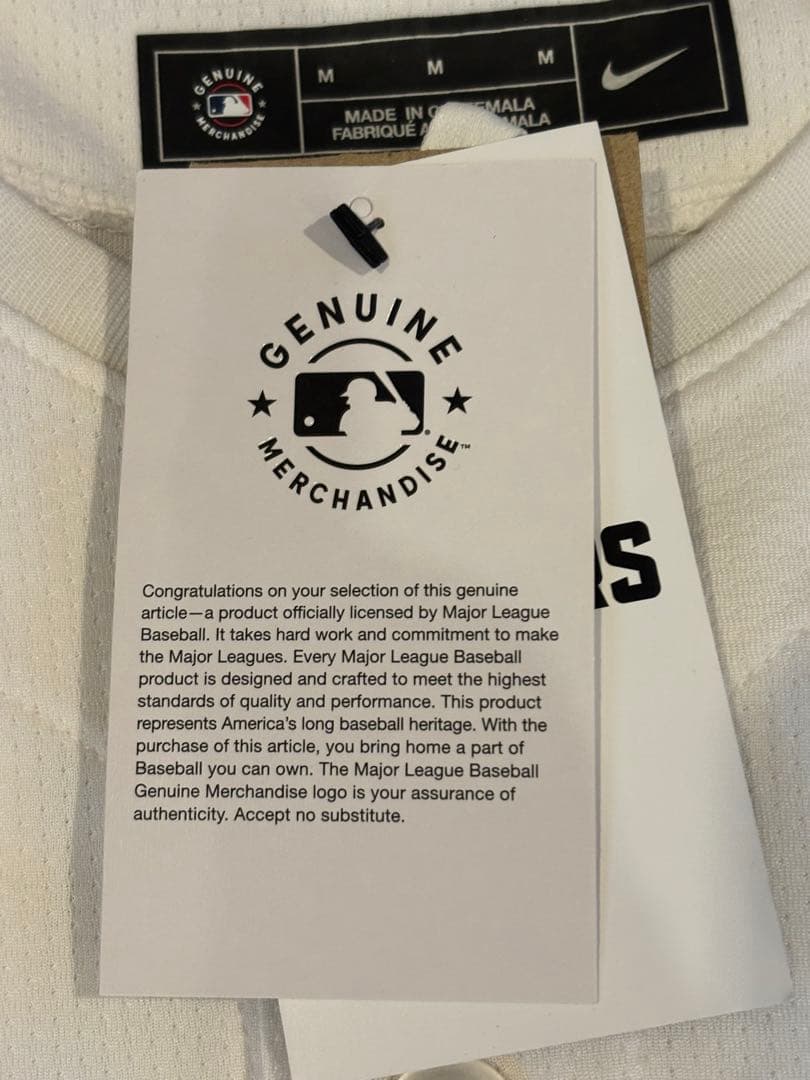 GENUINE
MERCHANDISE
M M M
MADE IN
FABRIQUÉ
GENUINE
MERCHANDISE™
RS
Congratulations on your selection of this genuine
article—a product officially licensed by Major League
Baseball. It takes hard work and commitment to make
the Major Leagues. Every Major League Baseball
product is designed and crafted to meet the highest
standards of quality and performance. This product
represents America's long baseball heritage. With the
purchase of this article, you bring home a part of
Baseball you can own. The Major League Baseball
Genuine Merchandise logo is your assurance of
authenticity. Accept no substitute.